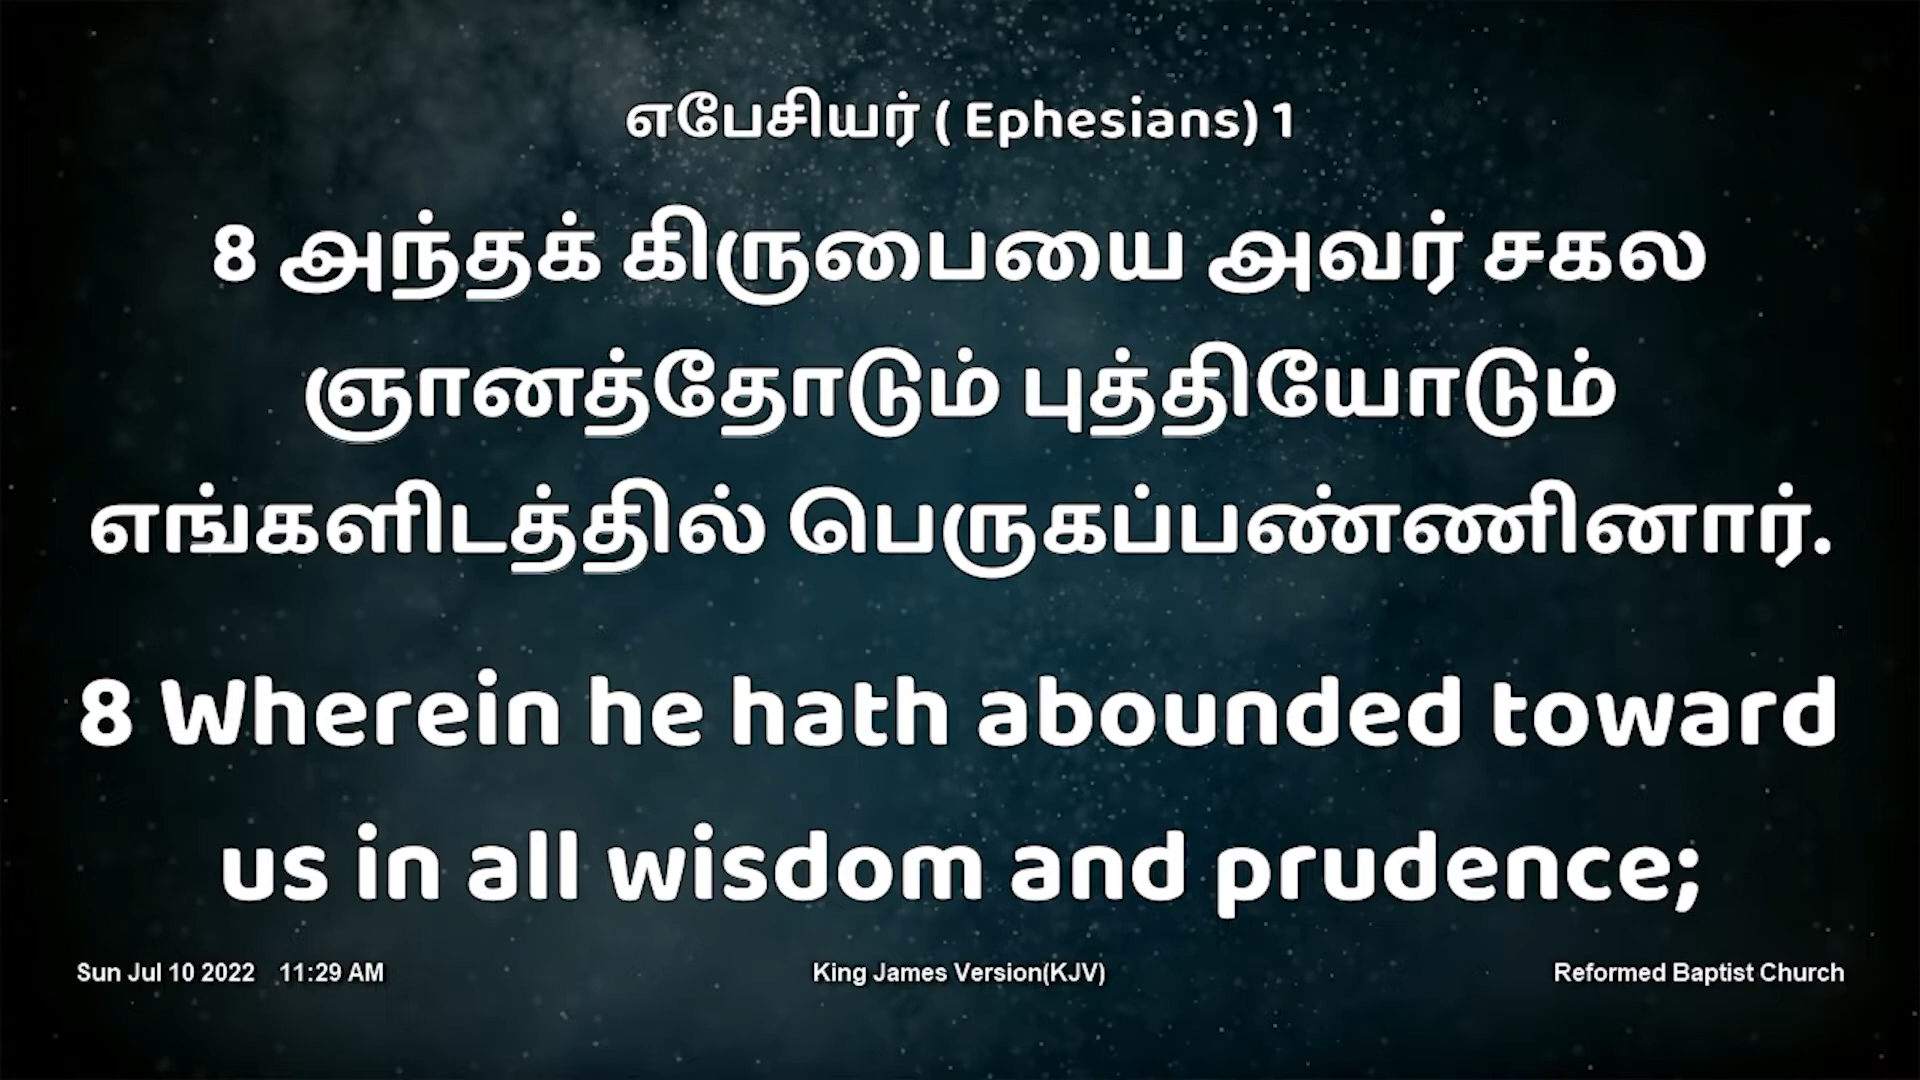 எபேசியர் ( Ephesians) 1
8 அந்தக் கிருபையை அவர் சகல
ஞானத்தோடும் புத்தியோடும்
எங்களிடத்தில் பெருகப்பண்ணினார்.
8 Wherein he hath abounded toward
us in all wisdom and prudence;
Sun Jul 10 2022 11:29 AM King James Version(KJV) Reformed Baptist Church